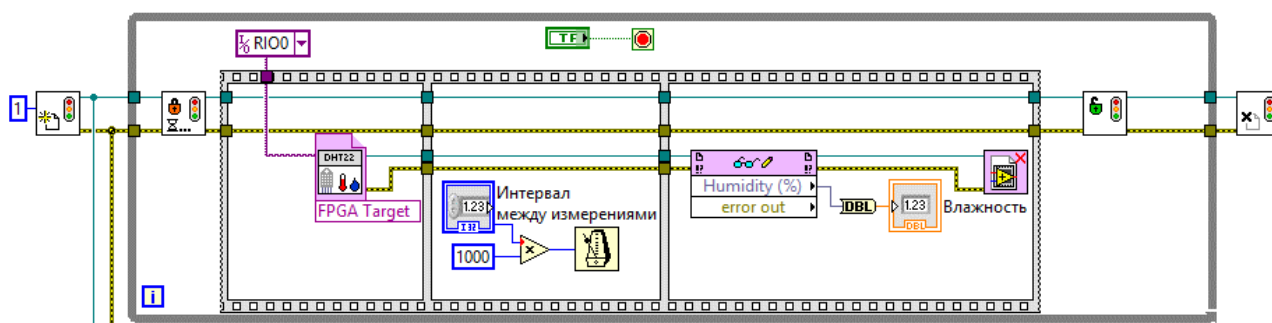 RIO0
TF
1
DHT22
FPGA Target
1.23
I32
Интервал
между измерениями
1000
x
Humidity (%)
error out
DBL
1.23
DBL
Влажность
i